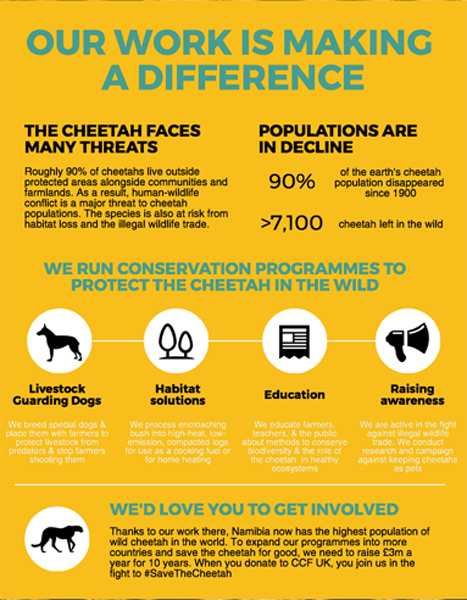 OUR WORK IS MAKING
A DIFFERENCE
THE CHEETAH FACES
MANY THREATS
Roughly 90% of cheetahs live outside
protected areas alongside communities and
farmlands. As a result, human-wildlife
conflict is a major threat to cheetah
populations. The species is also at risk from
habitat loss and the illegal wildlife trade.
POPULATIONS ARE
IN DECLINE
90%
of the earth's cheetah
population disappeared
since 1900
>7,100
cheetah left in the wild
WE RUN CONSERVATION PROGRAMMES TO
PROTECT THE CHEETAH IN THE WILD
Livestock
Guarding Dogs
We breed special dogs &
place them with farmers to
protect livestock from
predators & stop farmers
shooting them
Habitat
solutions
We process encroaching
bush into high-heat, low-
emission, compacted logs
for use as a cooking fuel or
for home heating
Education
We educate farmers,
teachers, & the public
about methods to conserve
biodiversity & the role of
the cheetah in healthy
ecosystems
Raising
awareness
We are active in the fight
against illegal wildlife
trade. We conduct
research and campaign
against keeping cheetahs
as pets
WE'D LOVE YOU TO GET INVOLVED
Thanks to our work there, Namibia now has the highest population of
wild cheetah in the world. To expand our programmes into more
countries and save the cheetah for good, we need to raise £3m a
year for 10 years. When you donate to CCF UK, you join us in the
fight to #SaveTheCheetah